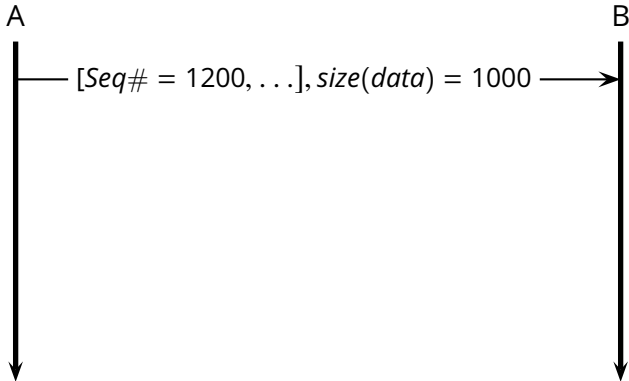 A B
[Seq# = 1200, . . .], size(data) = 1000